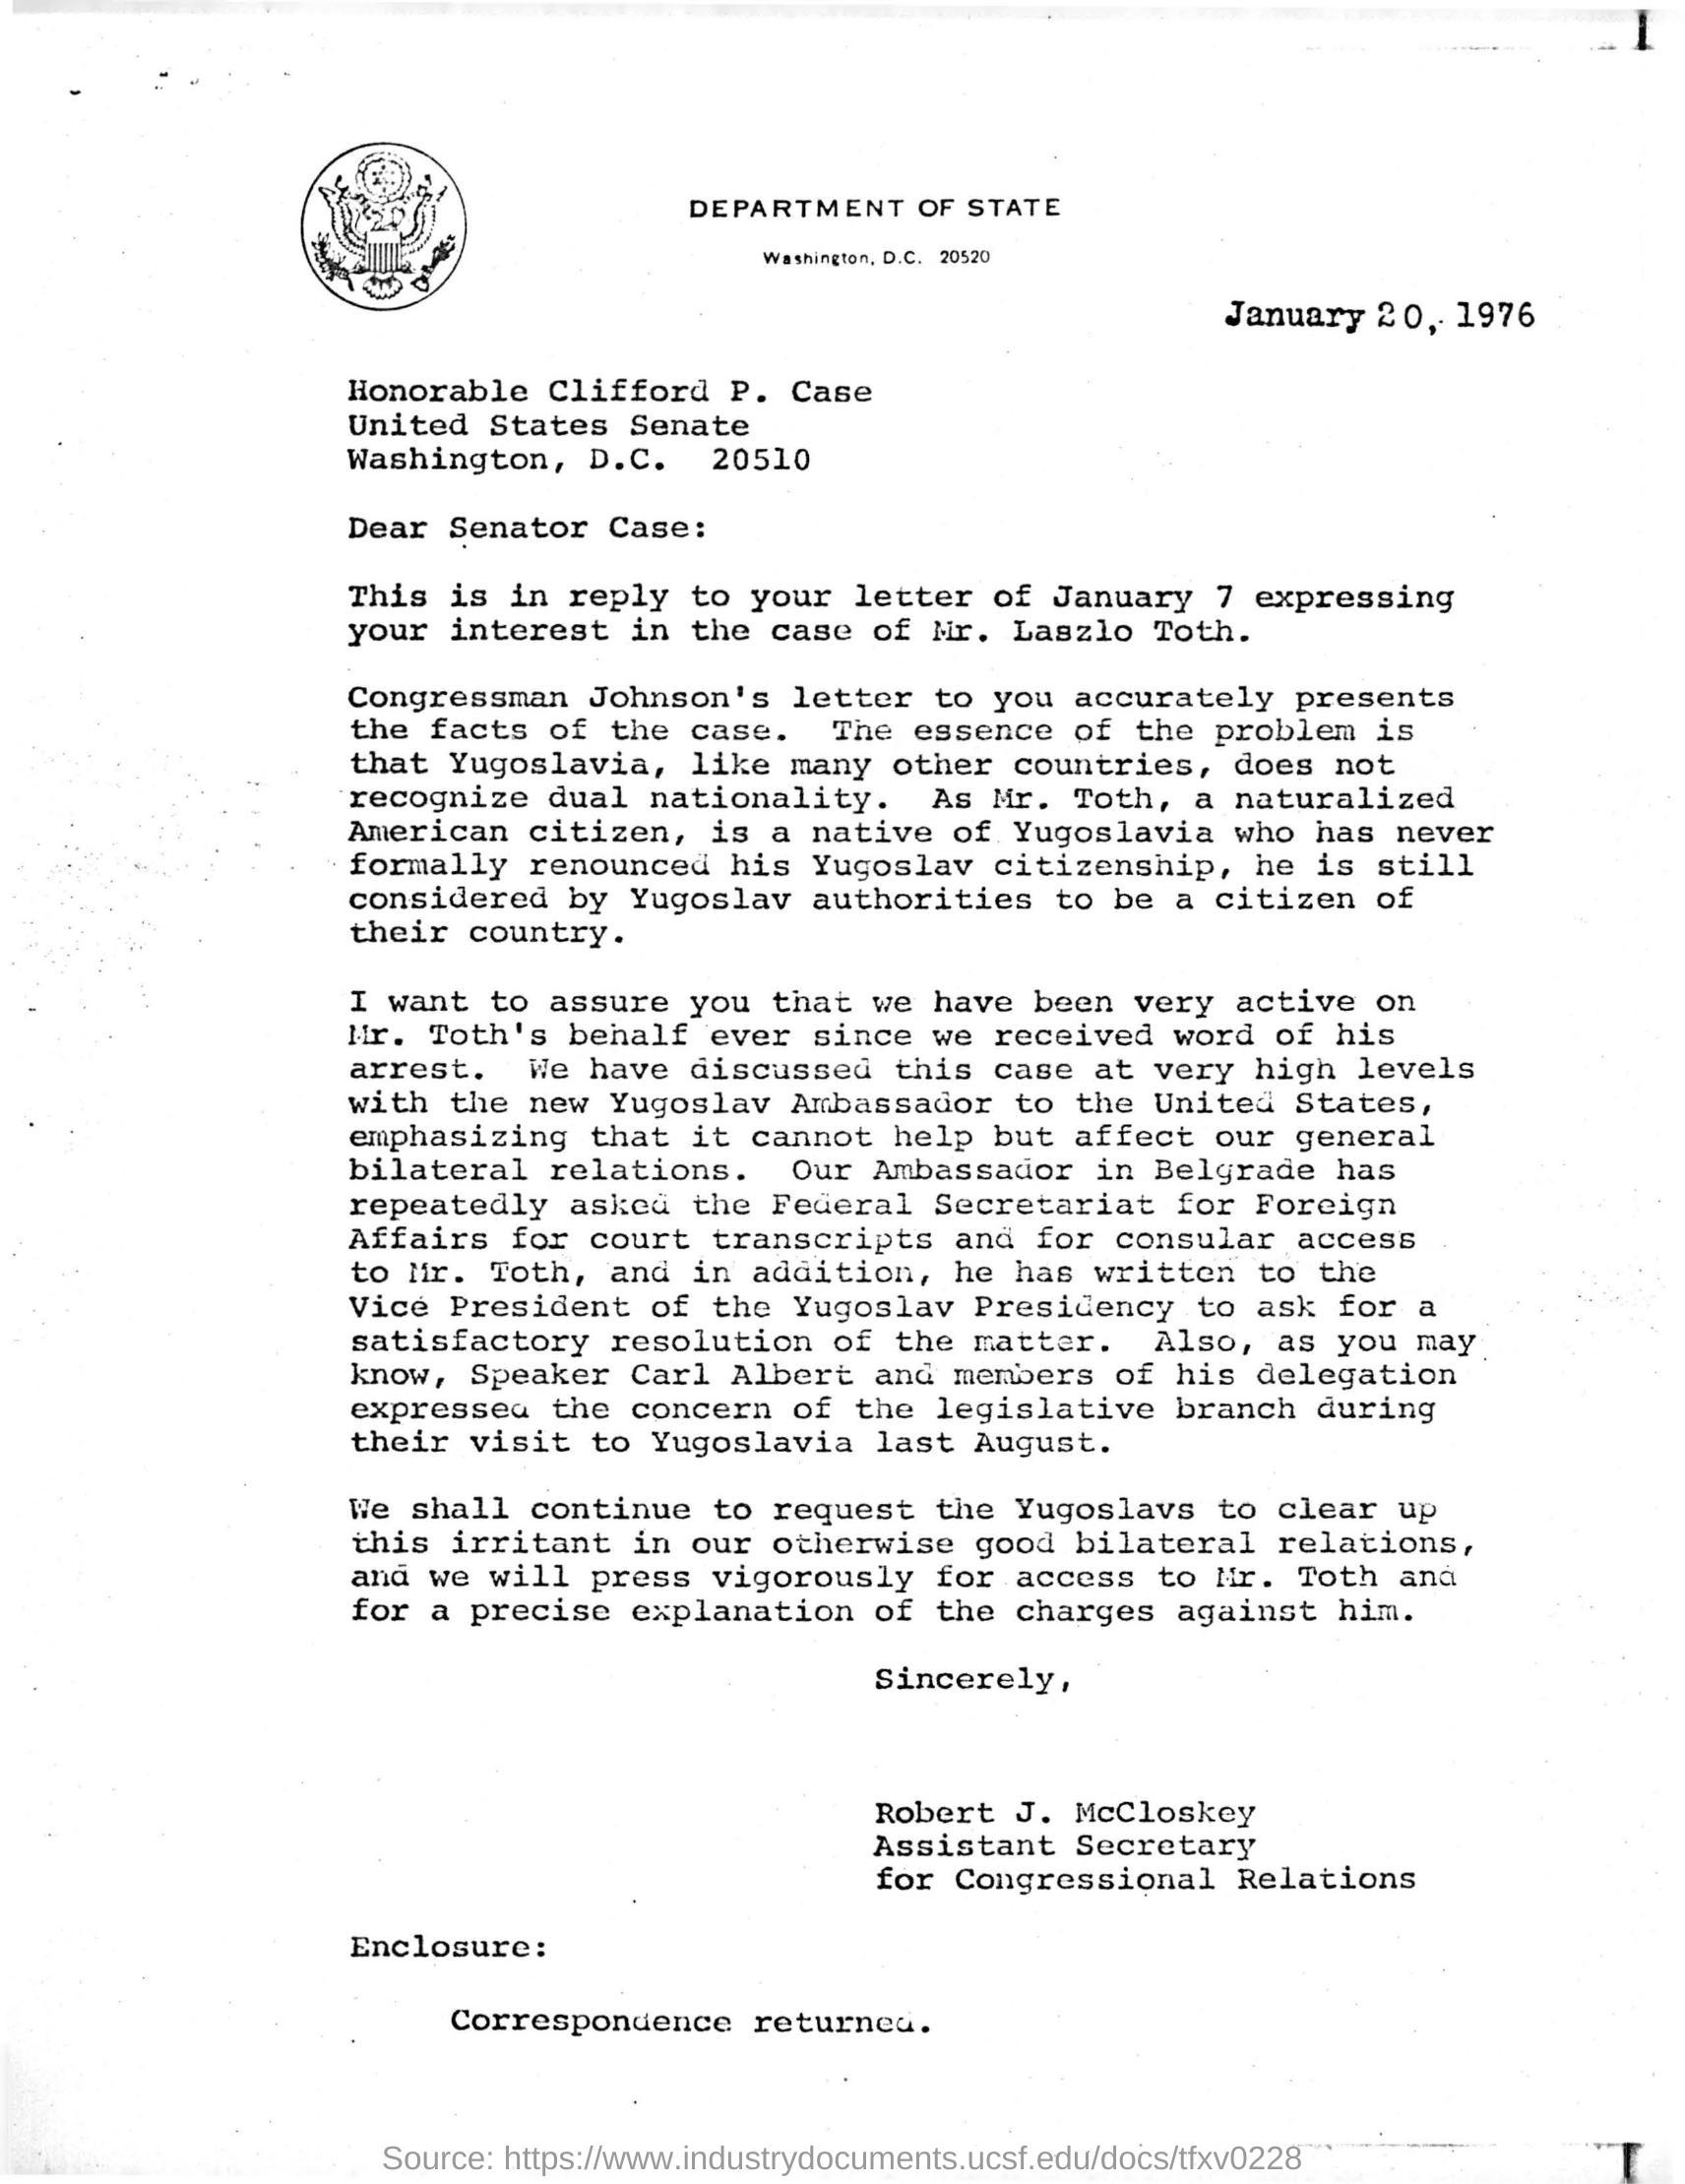 DEPARTMENT OF STATE
Washington, D.C. 20520
January 20, 1976
Honorable Clifford P. Case
United States Senate
Washington, D.C. 20510
Dear Senator Case:
This is in reply to your letter of January 7 expressing
your interest in the case of Mr. Laszlo Toth.
Congressman Johnson's letter to you accurately presents
the facts of the case. The essence of the problem is
that Yugoslavia, like many other countries, does not
recognize dual nationality. As Mr. Toth, a naturalized
American citizen, is a native of Yugoslavia who has never
formally renounced his Yugoslav citizenship, he is still
considered by Yugoslav authorities to be a citizen of
their country.
I want to assure you that we have been very active on
Mr. Toth's behalf ever since we received word of his
arrest. We have discussed this case at very high levels
with the new Yugoslav Ambassador to the United States,
emphasizing that it cannot help but affect our general
bilateral relations. Our Ambassador in Belgrade has
repeatedly asked the Federal Secretariat for Foreign
Affairs for court transcripts and for consular access
to Mr. Toth, and in addition, he has written to the
Vice President of the Yugoslav Presidency to ask for a
satisfactory resolution of the matter. Also, as you may
know, Speaker Carl Albert and members of his delegation
expressed the concern of the legislative branch during
their visit to Yugoslavia last August.
We shall continue to request the Yugoslavs to clear up
this irritant in our otherwise good bilateral relations,
and we will press vigorously for access to Mr. Toth and
for a precise explanation of the charges against him.
Sincerely,
Robert J. McCloskey
Assistant Secretary
for Congressional Relations
Enclosure:
Correspondence returned.
Source: https://www.industrydocuments.ucsf.edu/docs/tfxv0228